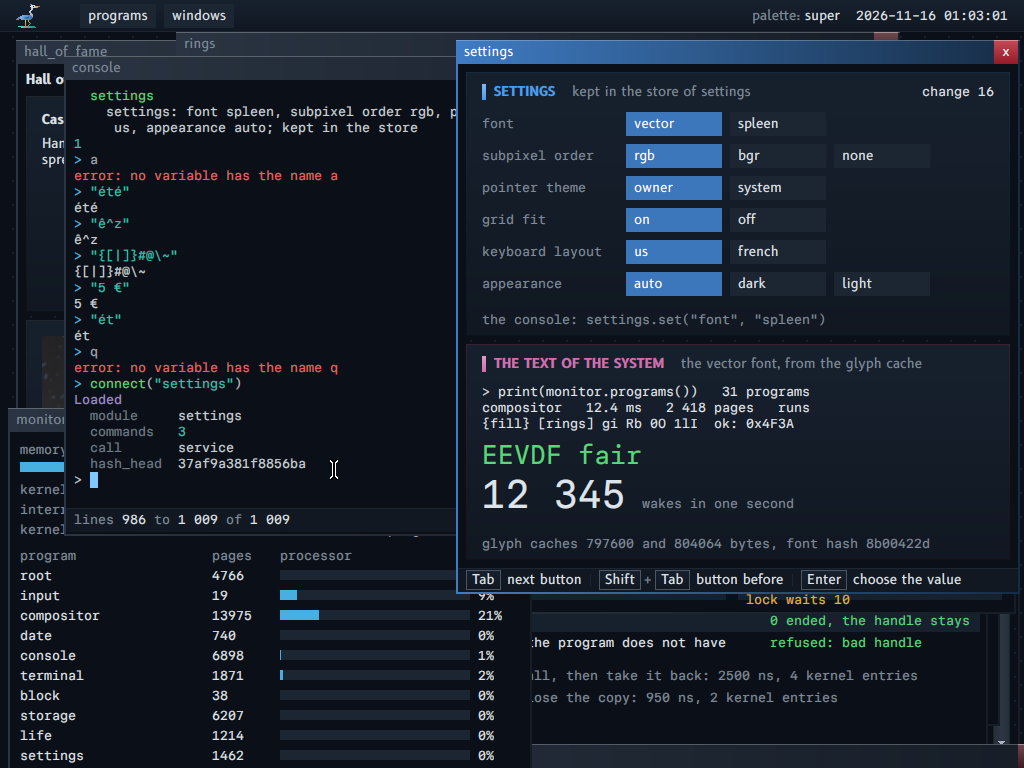 programs windows palette: super 2026-11-16 01:03:01
rings
hall_of_fame
console
Hall o
Cas
Han
spre
settings
settings: font spleen, subpixel order rgb, p
us, appearance auto; kept in the store
1
> a
error: no variable has the name a
> "été"
été
> "ê^z"
ê^z
> "{[|]}#@\~"
{[|]}#@\~
> "5 €"
5 €
> "ét"
ét
> q
error: no variable has the name q
> connect("settings")
Loaded
module settings
commands 3
call service
hash_head 37af9a381f8856ba
>
lines 986 to 1 009 of 1 009
settings x
SETTINGS kept in the store of settings change 16
font vector spleen
subpixel order rgb bgr none
pointer theme owner system
grid fit on off
keyboard layout us french
appearance auto dark light
the console: settings.set("font", "spleen")
THE TEXT OF THE SYSTEM the vector font, from the glyph cache
> print(monitor.programs()) 31 programs
compositor 12.4 ms 2 418 pages runs
{fill} [rings] gi Rb 0O 1lI ok: 0x4F3A
EEVDF fair
12 345 wakes in one second
glyph caches 797600 and 804064 bytes, font hash 8b00422d
Tab next button Shift + Tab button before Enter choose the value
monitor
memory
kernel
inter
kernel
program pages processor
root 4766
input 19 9%
compositor 13975 21%
date 740 0%
console 6898 1%
terminal 1871 2%
block 38 0%
storage 6207 0%
life 1214 0%
settings 1462 0%
lock waits 10
0 ended, the handle stays
the program does not have refused: bad handle
all, then take it back: 2500 ns, 4 kernel entries
lose the copy: 950 ns, 2 kernel entries